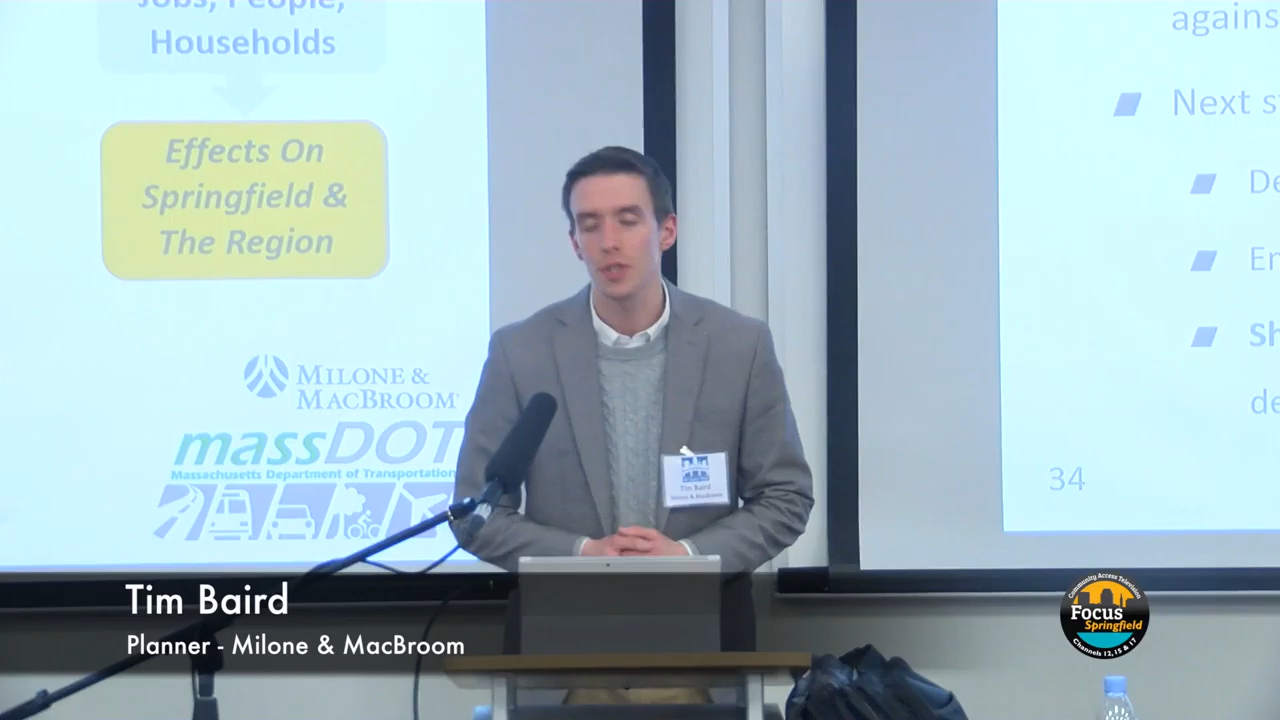 Jobs, People,
Households
Effects On
Springfield &
The Region
MILONE &
MACBROOM
massDOT
Massachusetts Department of Transportation
agains
Next s
De
En
Sh
de
34
Tim Baird
Milone & MacBroom
Tim Baird
Planner - Milone & MacBroom
Community Access Television
Focus
Springfield
Channels 12, 15 & 17